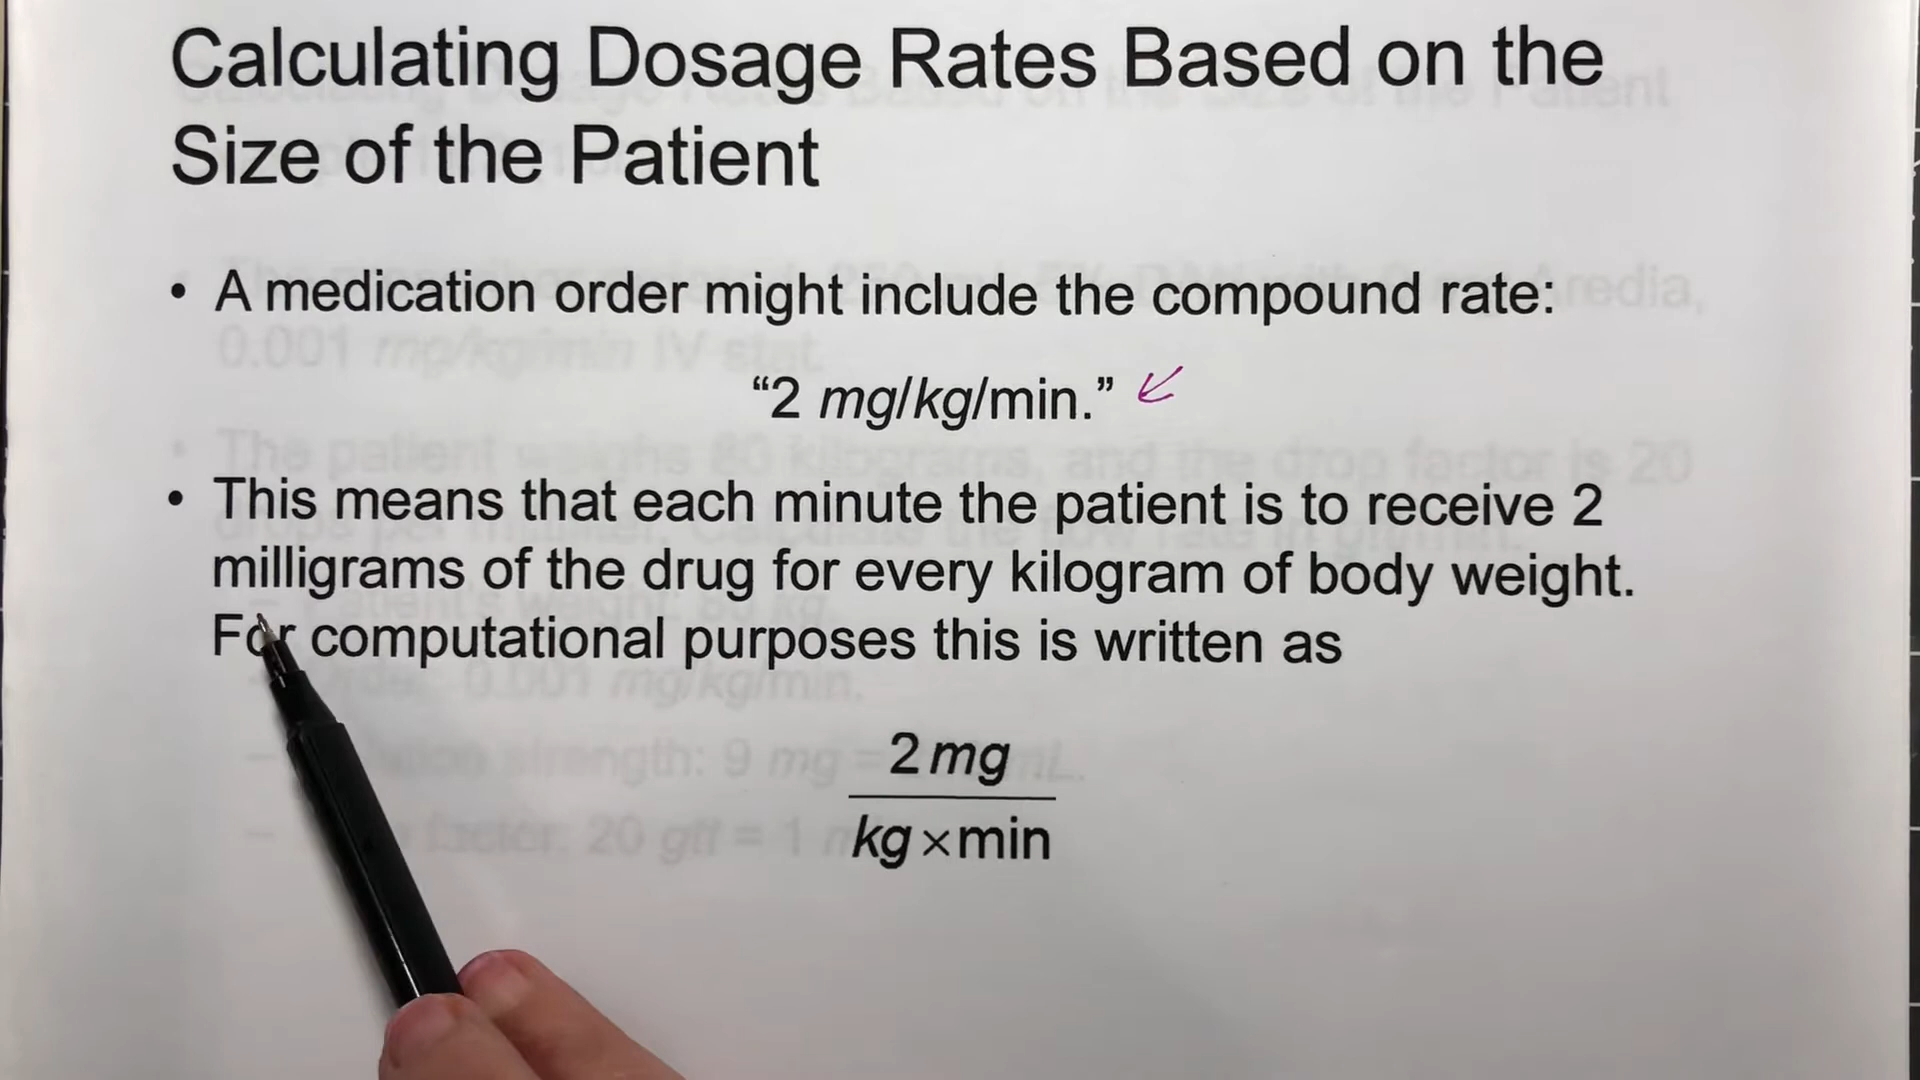 Calculating Dosage Rates Based on the
Size of the Patient
• A medication order might include the compound rate:
“2 mg/kg/min.”
• This means that each minute the patient is to receive 2
milligrams of the drug for every kilogram of body weight.
For computational purposes this is written as
2 mg
kg × min